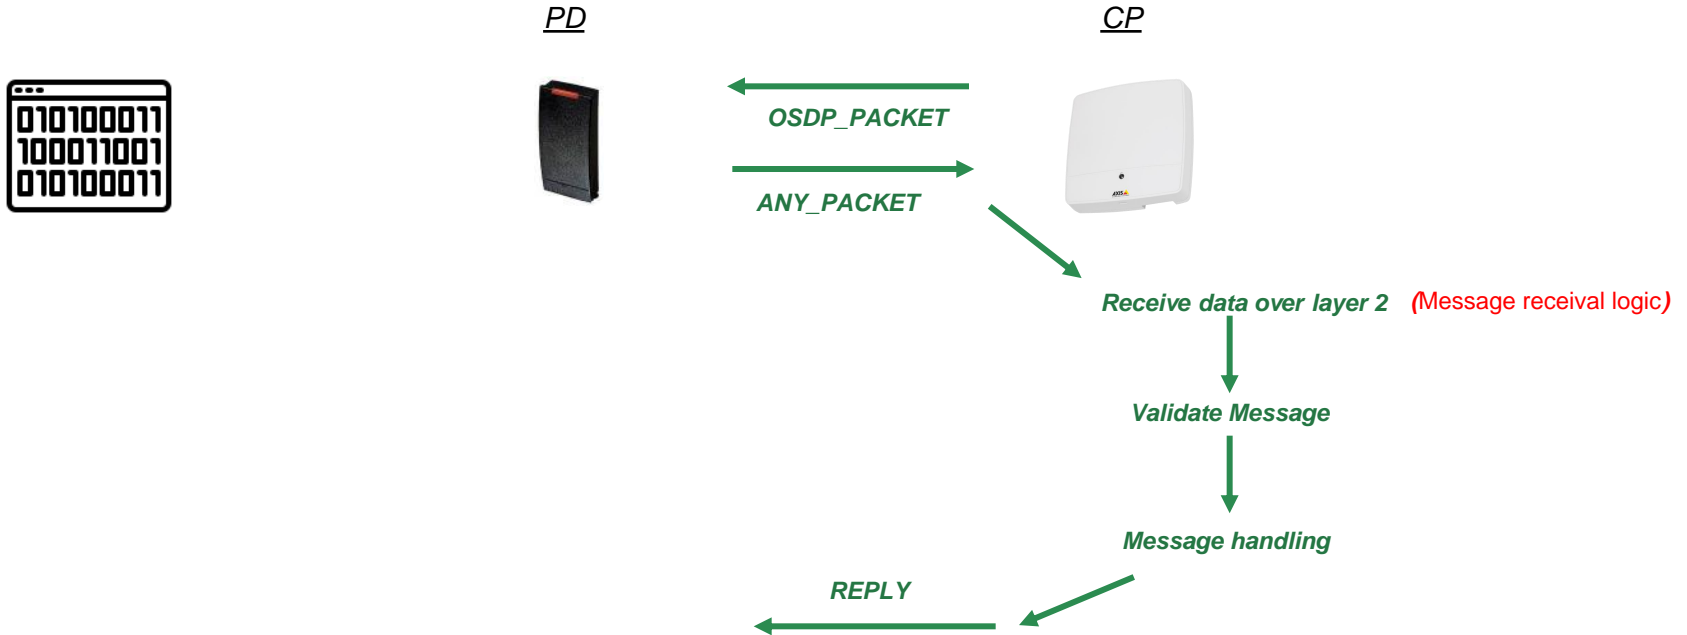 PD
CP
010100011
100011001
010100011
OSDP_PACKET
ANY_PACKET
AXIS
Receive data over layer 2 (Message receival logic)
Validate Message
Message handling
REPLY